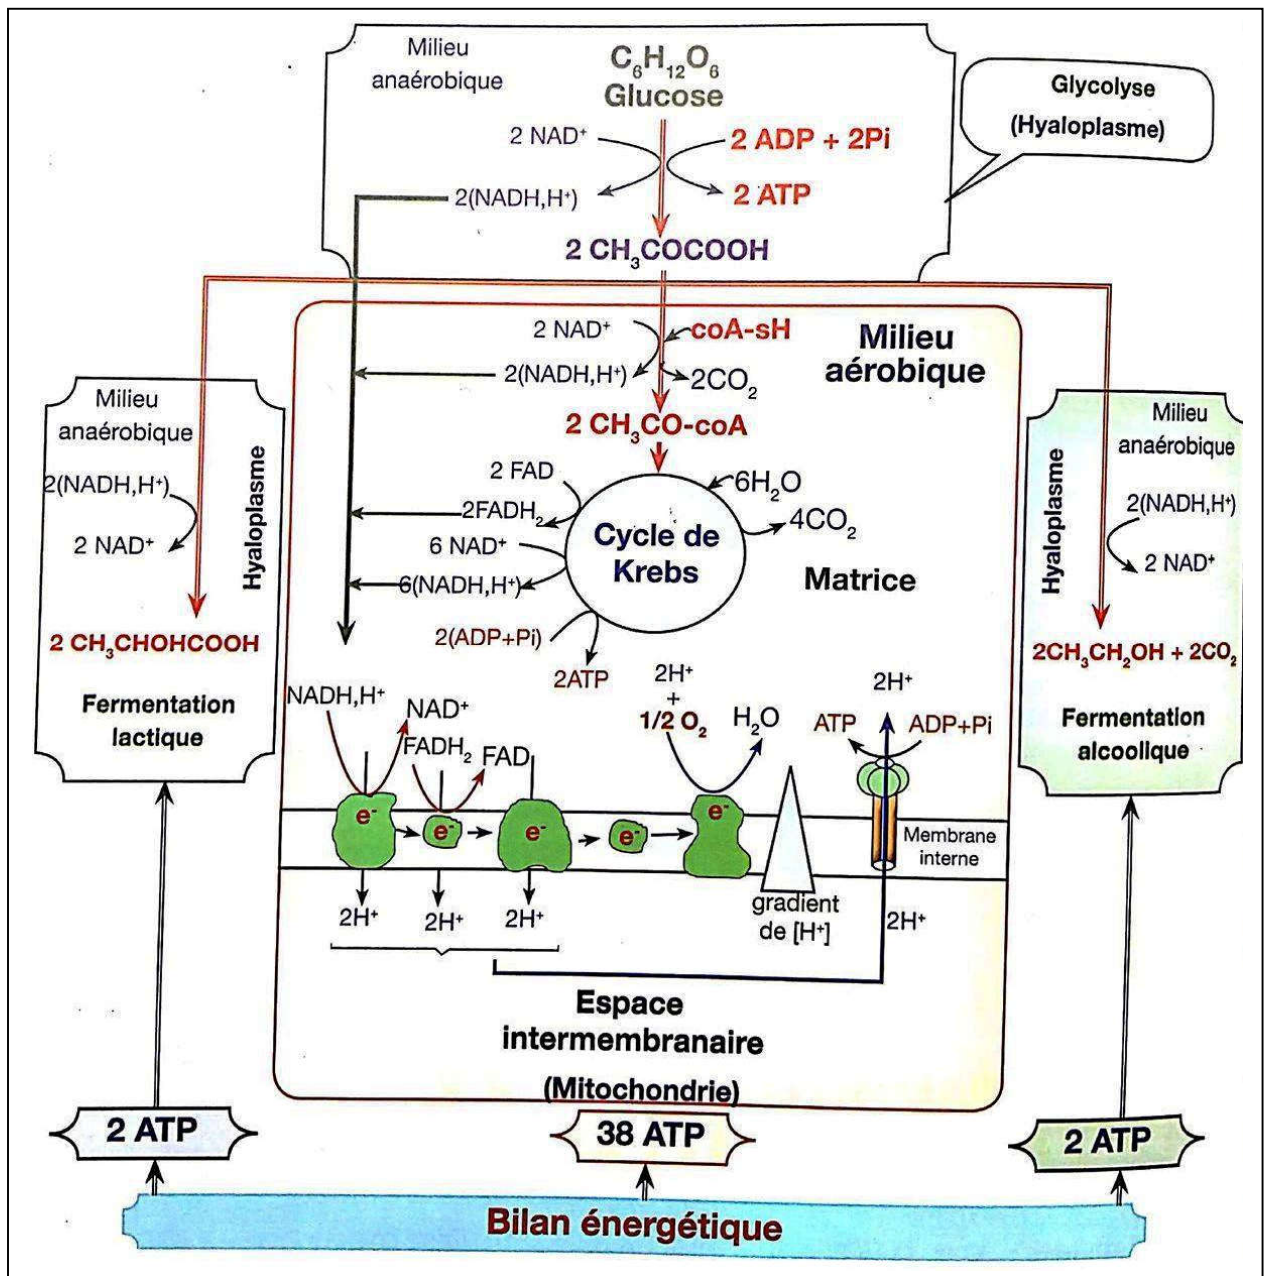 Milieu
anaérobique
C₆H₁₂O₆
Glucose
Glycolyse
(Hyaloplasme)
2 NAD⁺
2 ADP + 2Pi
2(NADH,H⁺)
2 ATP
2 CH₃COCOOH
2 NAD⁺
coA-sH
Milieu
aérobique
2(NADH,H⁺)
2CO₂
2 CH₃CO-coA
Milieu
anaérobique
2(NADH,H⁺)
2 NAD⁺
Hyaloplasme
2 CH₃CHOHCOOH
Fermentation
lactique
2 FAD
6H₂O
2FADH₂
4CO₂
6 NAD⁺
Cycle de
Krebs
6(NADH,H⁺)
Matrice
2(ADP+Pi)
2ATP
Milieu
anaérobique
Hyaloplasme
2(NADH,H⁺)
2 NAD⁺
2CH₃CH₂OH + 2CO₂
Fermentation
alcoolique
NADH,H⁺
NAD⁺
FADH₂
FAD
2H⁺
+
1/2 O₂
H₂O
2H⁺
ATP
ADP+Pi
e⁻
e⁻
e⁻
e⁻
e⁻
Membrane
interne
2H⁺
2H⁺
2H⁺
gradient
de [H⁺]
2H⁺
Espace
intermembranaire
(Mitochondrie)
2 ATP
38 ATP
2 ATP
Bilan énergétique